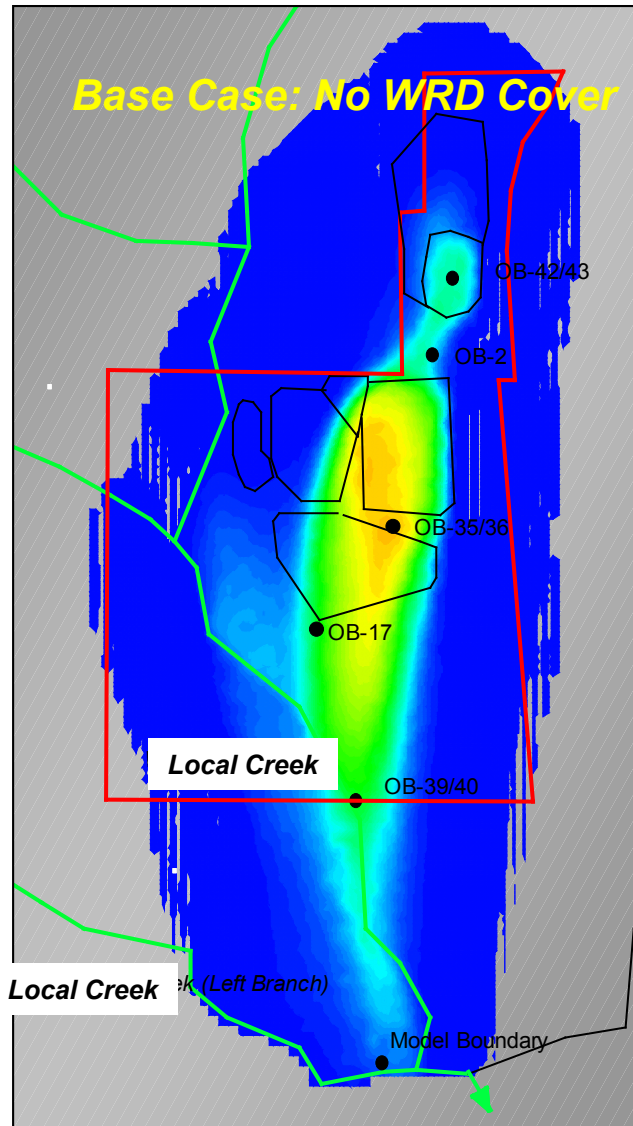 Base Case: No WRD Cover
OB-42/43
OB-2
OB-35/36
OB-17
Local Creek
OB-39/40
Local Creek
(Left Branch)
Model Boundary